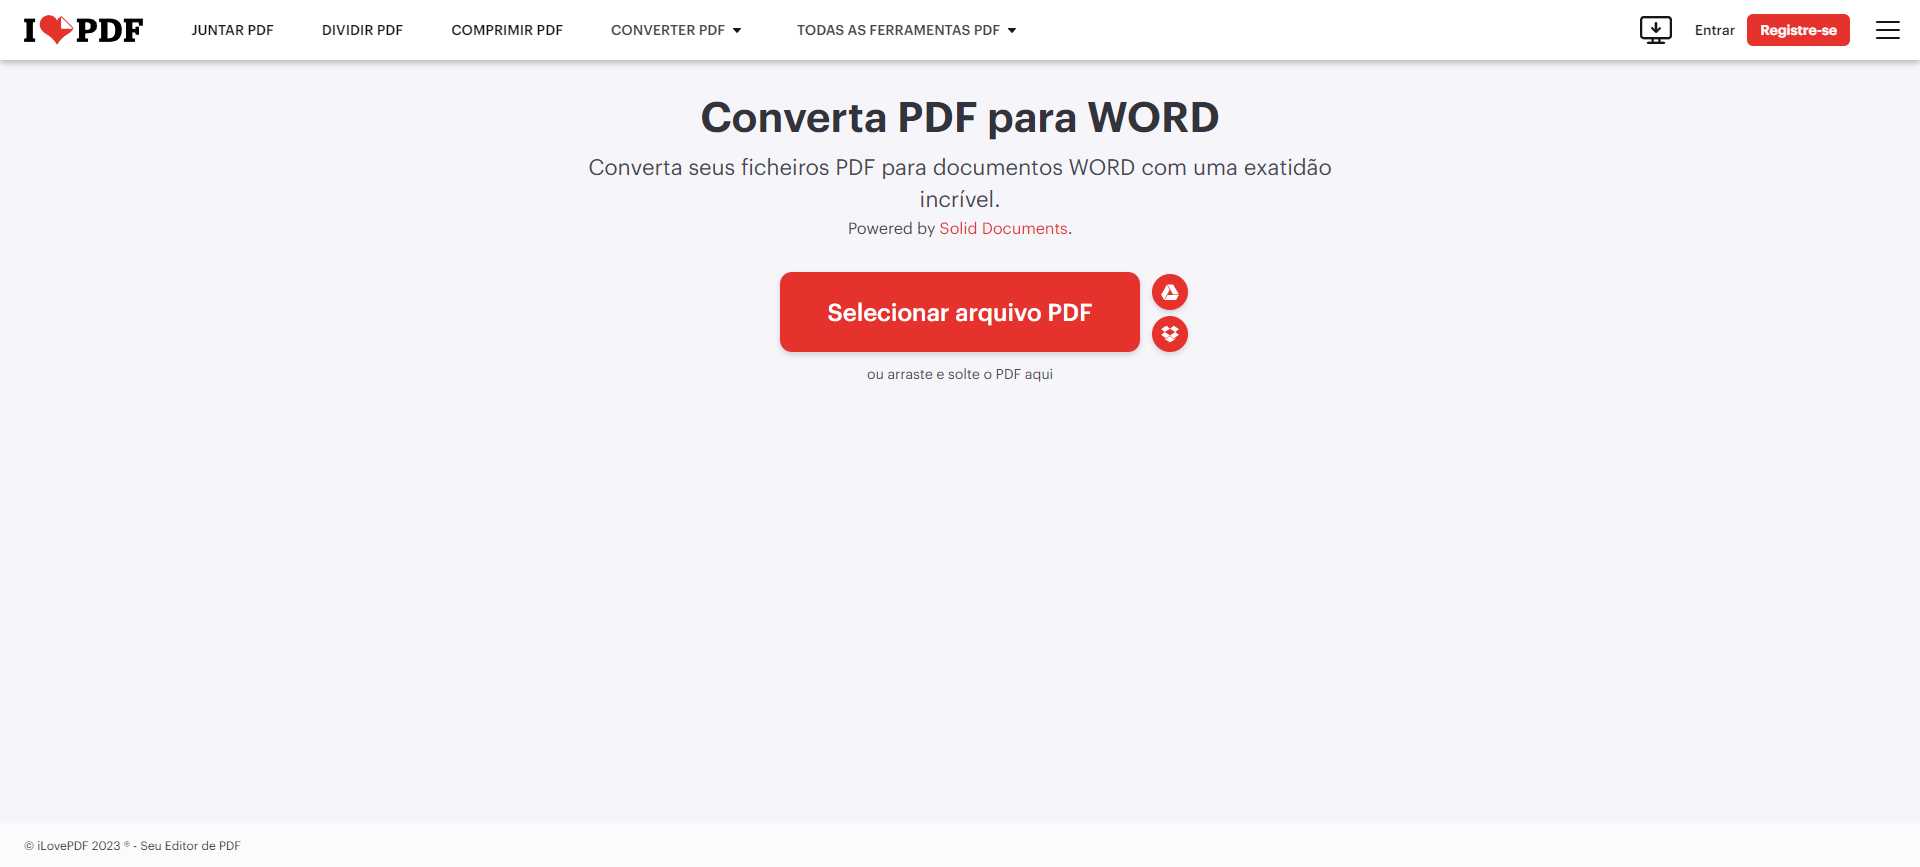 I PDF
JUNTAR PDF
DIVIDIR PDF
COMPRIMIR PDF
CONVERTER PDF
TODAS AS FERRAMENTAS PDF
Entrar
Registre-se
Converta PDF para WORD
Converta seus ficheiros PDF para documentos WORD com uma exatidão
incrível.
Powered by Solid Documents.
Selecionar arquivo PDF
ou arraste e solte o PDF aqui
© iLovePDF 2023 ® - Seu Editor de PDF